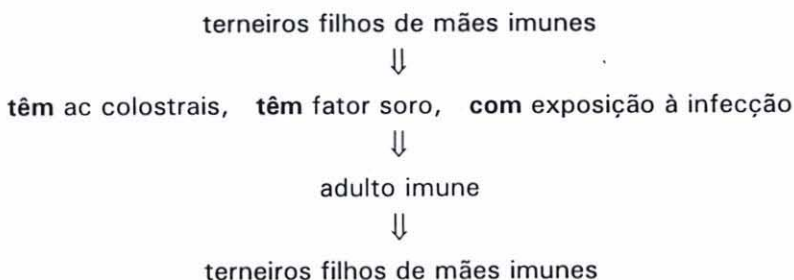 terneiros filhos de mães imunes
⇓
têm ac colostrais, têm fator soro, com exposição à infecção
⇓
adulto imune
⇓
terneiros filhos de mães imunes